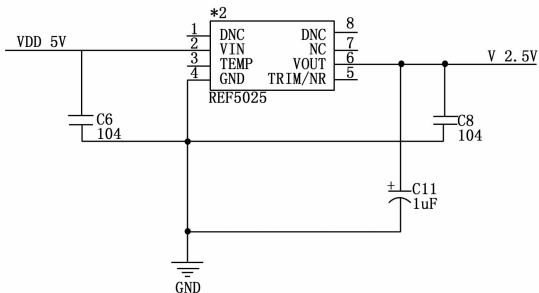 *2
VDD 5V
1 DNC DNC 8
2 VIN NC 7
3 TEMP VOUT 6
4 GND TRIM/NR 5
V 2.5V
REF5025
C6
104
C8
104
+ C11
1uF
GND